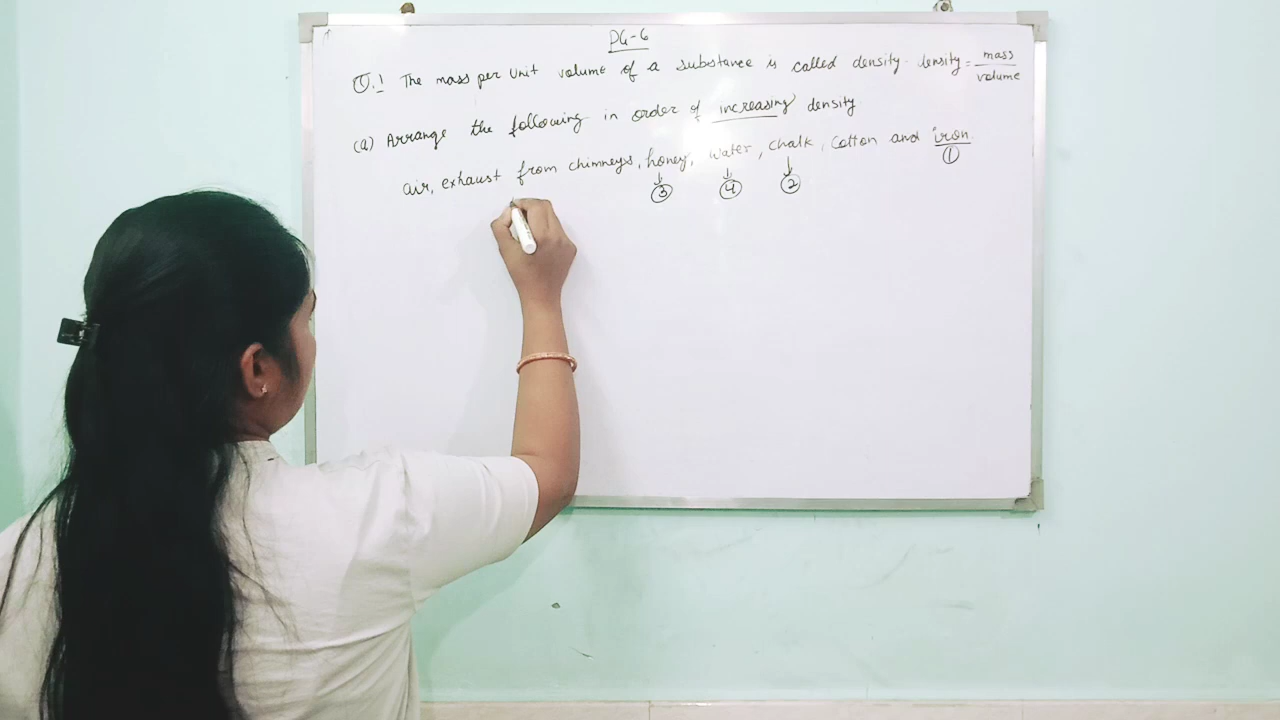 PG-6
Q.1 The mass per unit volume of a substance is called density. density = mass/volume
(a) Arrange the following in order of increasing density
air, exhaust from chimneys, honey, water, chalk, cotton and iron.
3 4 2 1